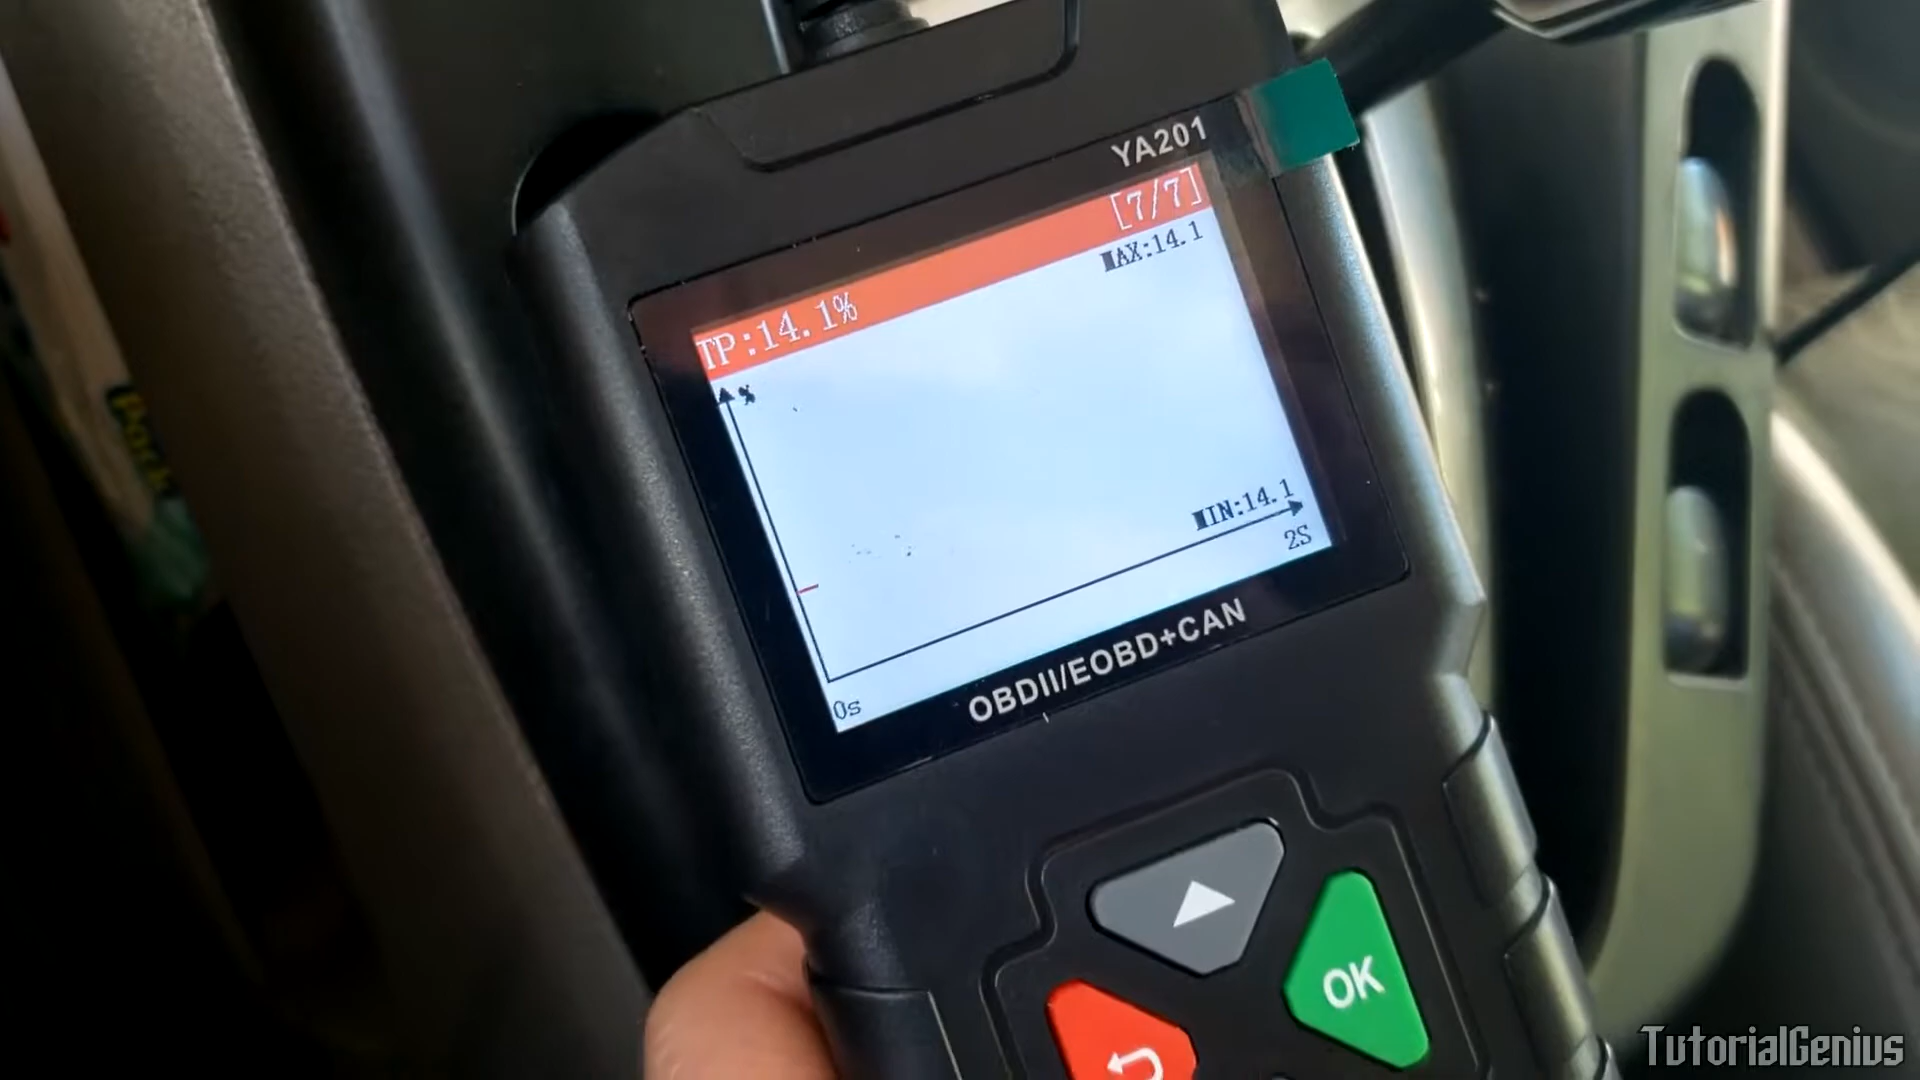 YA201
[7/7]
TP:14.1%
MAX:14.1
%
MIN:14.1
2S
0s
OBDII/EOBD+CAN
OK
Pock
TutorialGenius